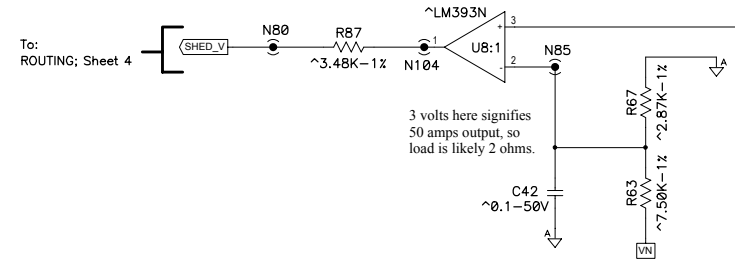 ^LM393N
To:
ROUTING; Sheet 4
SHED_V
N80
R87
^3.48K-1%
1
N104
3
+
U8:1
2
-
N85
A
R67
^2.87K-1%
3 volts here signifies
50 amps output, so
load is likely 2 ohms.
C42
^0.1-50V
A
R63
^7.50K-1%
VN